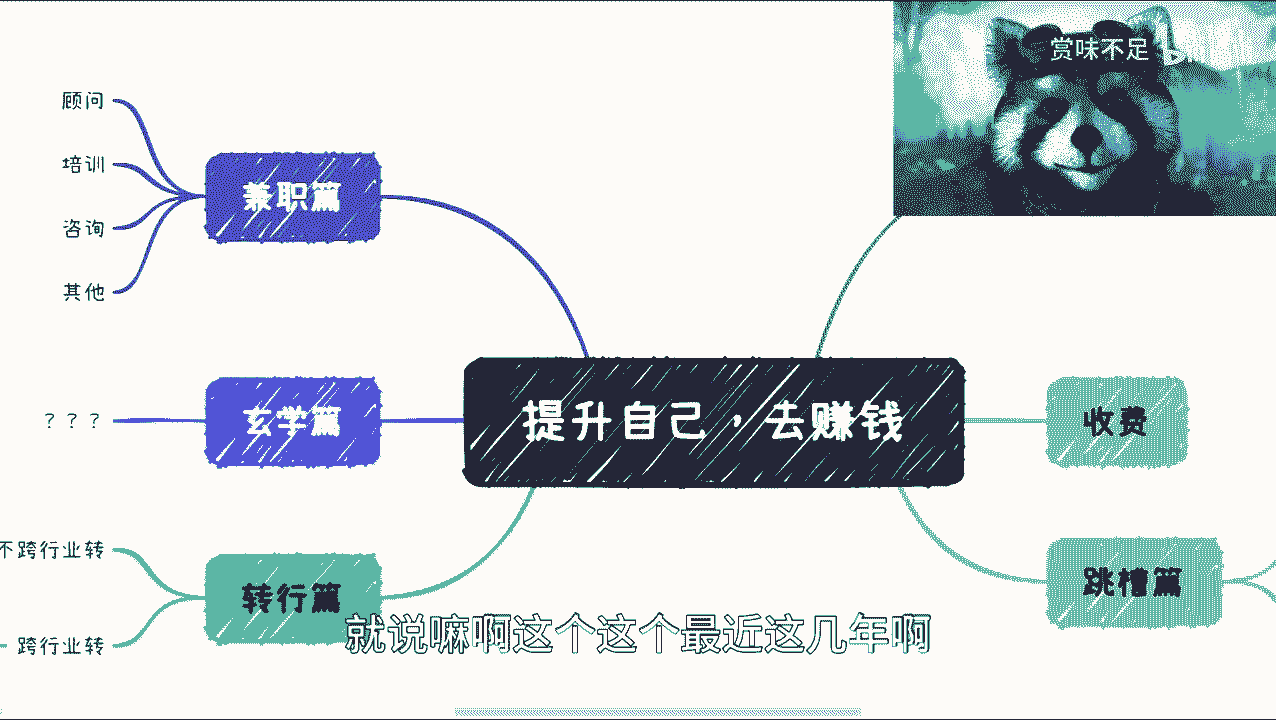 赏味不足
顾问
培训
兼职篇
咨询
其他
提升自己，去赚钱
收费
？？？
玄学篇
不跨行业转
转行篇
跨行业转
跳槽篇
就说嘛啊这个这个最近这几年啊